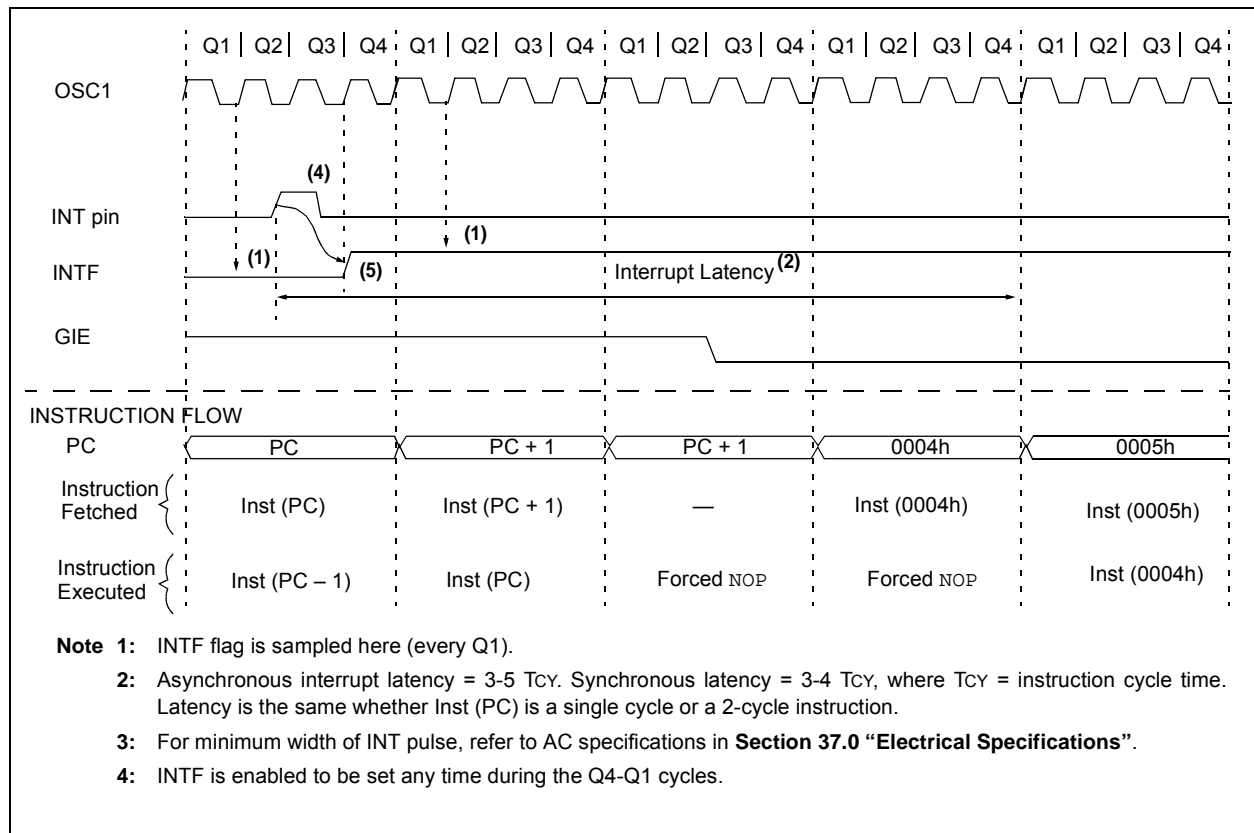 Q1 Q2 Q3 Q4 Q1 Q2 Q3 Q4 Q1 Q2 Q3 Q4 Q1 Q2 Q3 Q4 Q1 Q2 Q3 Q4
OSC1
(4)
INT pin
(1)
(1)
INTF
(5)
Interrupt Latency(2)
GIE
INSTRUCTION FLOW
PC
PC
PC + 1
PC + 1
0004h
0005h
Instruction
Fetched
Inst (PC)
Inst (PC + 1)
—
Inst (0004h)
Inst (0005h)
Instruction
Executed
Inst (PC – 1)
Inst (PC)
Forced NOP
Forced NOP
Inst (0004h)
Note 1: INTF flag is sampled here (every Q1).
2: Asynchronous interrupt latency = 3-5 TCY. Synchronous latency = 3-4 TCY, where TCY = instruction cycle time.
Latency is the same whether Inst (PC) is a single cycle or a 2-cycle instruction.
3: For minimum width of INT pulse, refer to AC specifications in Section 37.0 “Electrical Specifications”.
4: INTF is enabled to be set any time during the Q4-Q1 cycles.